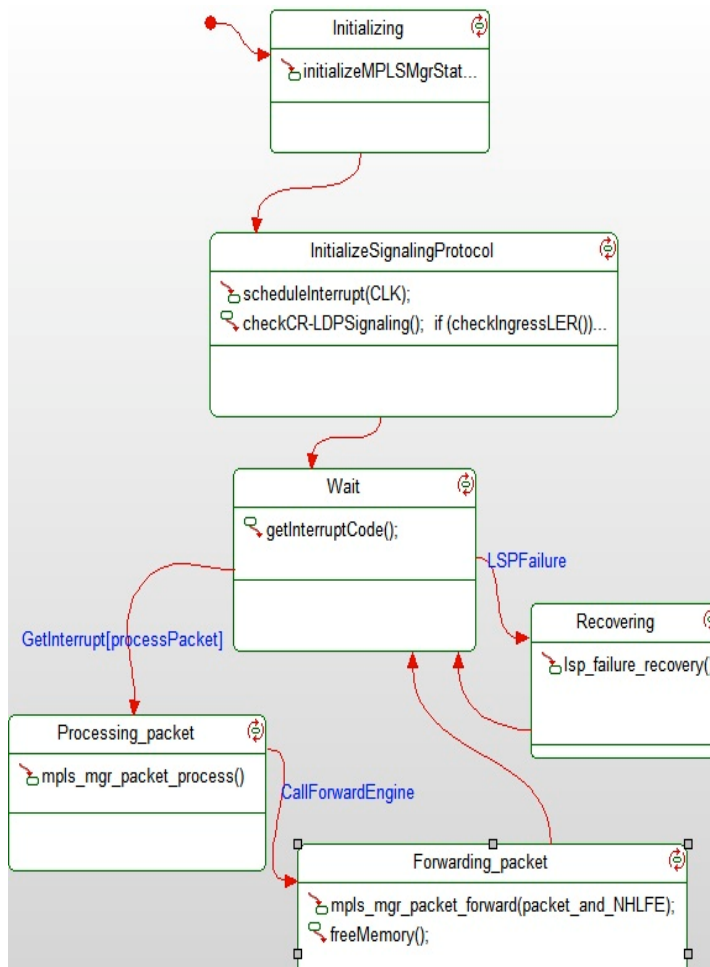 Initializing
initializeMPLSMgrStat...
InitializeSignalingProtocol
scheduleInterrupt(CLK);
checkCR-LDPSignaling();  if (checkIngressLER())...
Wait
getInterruptCode();
LSPFailure
GetInterrupt[processPacket]
Recovering
lsp_failure_recovery()
Processing_packet
mpls_mgr_packet_process()
CallForwardEngine
Forwarding_packet
mpls_mgr_packet_forward(packet_and_NHLFE);
freeMemory();